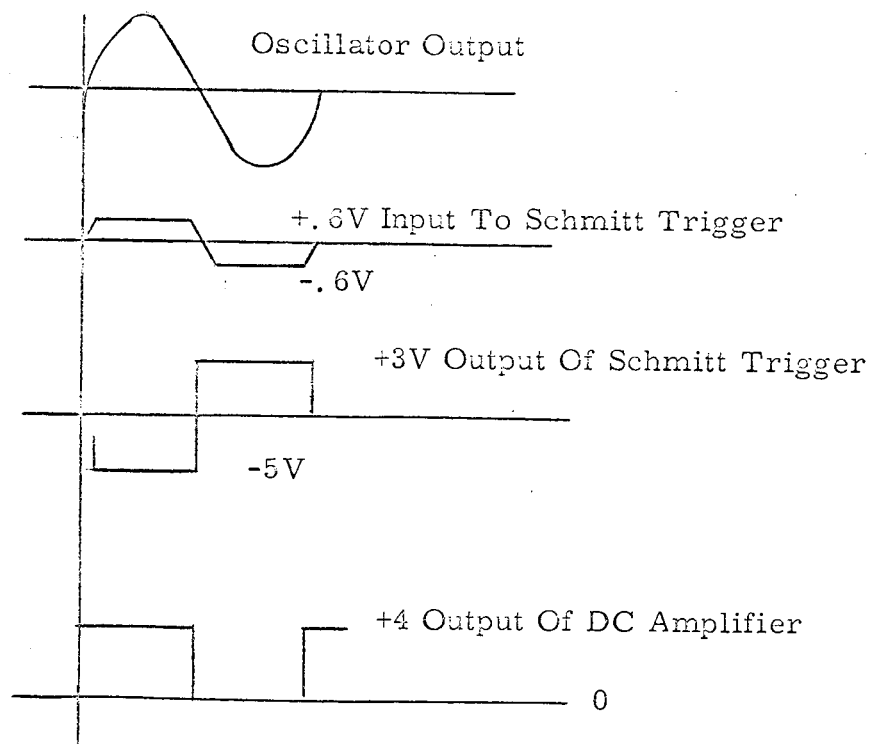 Oscillator Output
+.6V Input To Schmitt Trigger
-.6V
+3V Output Of Schmitt Trigger
-5V
+4 Output Of DC Amplifier
0